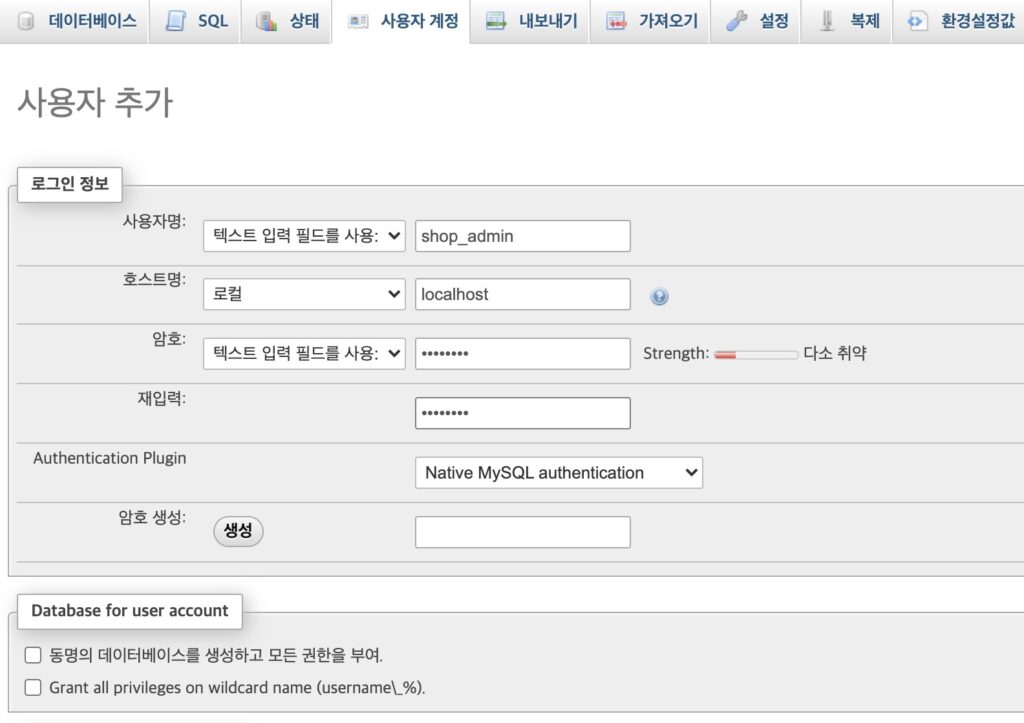 데이터베이스 SQL 상태 사용자 계정 내보내기 가져오기 설정 복제 환경설정값
사용자 추가
로그인 정보
사용자명: 텍스트 입력 필드를 사용: shop_admin
호스트명: 로컬 localhost
암호: 텍스트 입력 필드를 사용: •••••••• Strength: 다소 취약
재입력: ••••••••
Authentication Plugin Native MySQL authentication
암호 생성: 생성
Database for user account
동명의 데이터베이스를 생성하고 모든 권한을 부여.
Grant all privileges on wildcard name (username\_%).